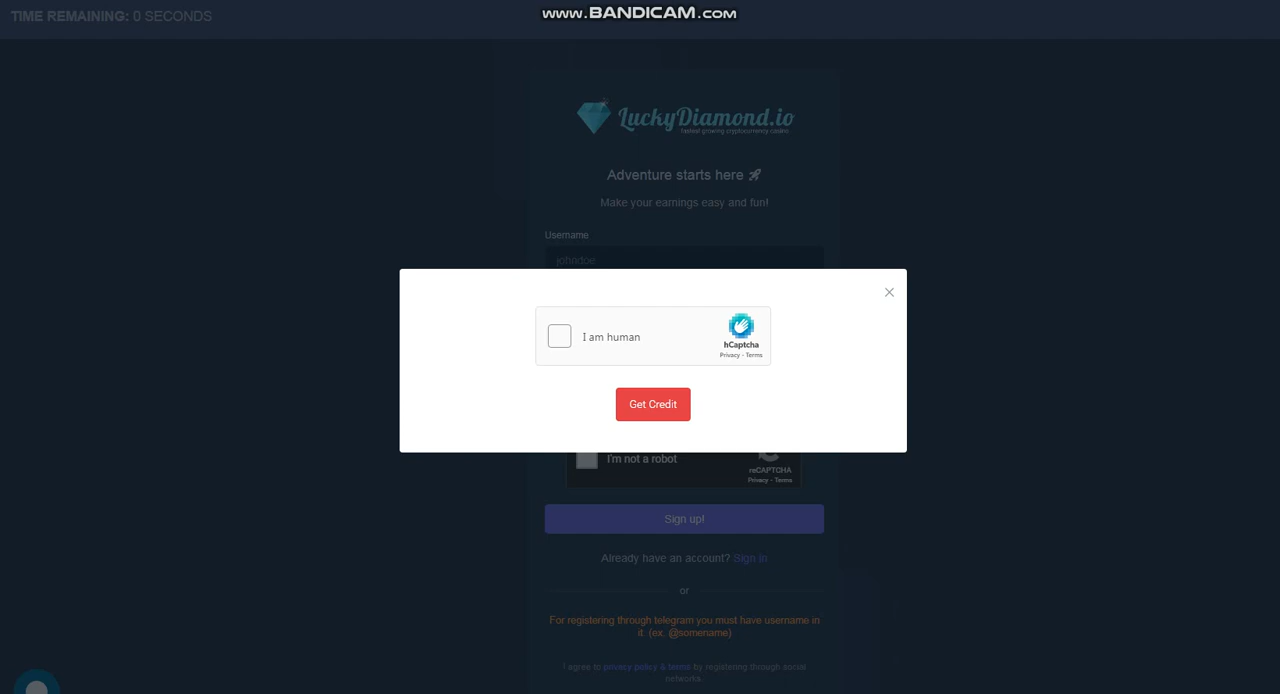 TIME REMAINING: 0 SECONDS
www.BANDICAM.com
LuckyDiamond.io
fastest growing cryptocurrency casino
Adventure starts here
Make your earnings easy and fun!
Username
johndoe
I am human
hCaptcha
Privacy - Terms
Get Credit
I'm not a robot
reCAPTCHA
Privacy - Terms
Sign up!
Already have an account? Sign in
or
For registering through telegram you must have username in
it. (ex. @somename)
I agree to privacy policy & terms by registering through social
networks